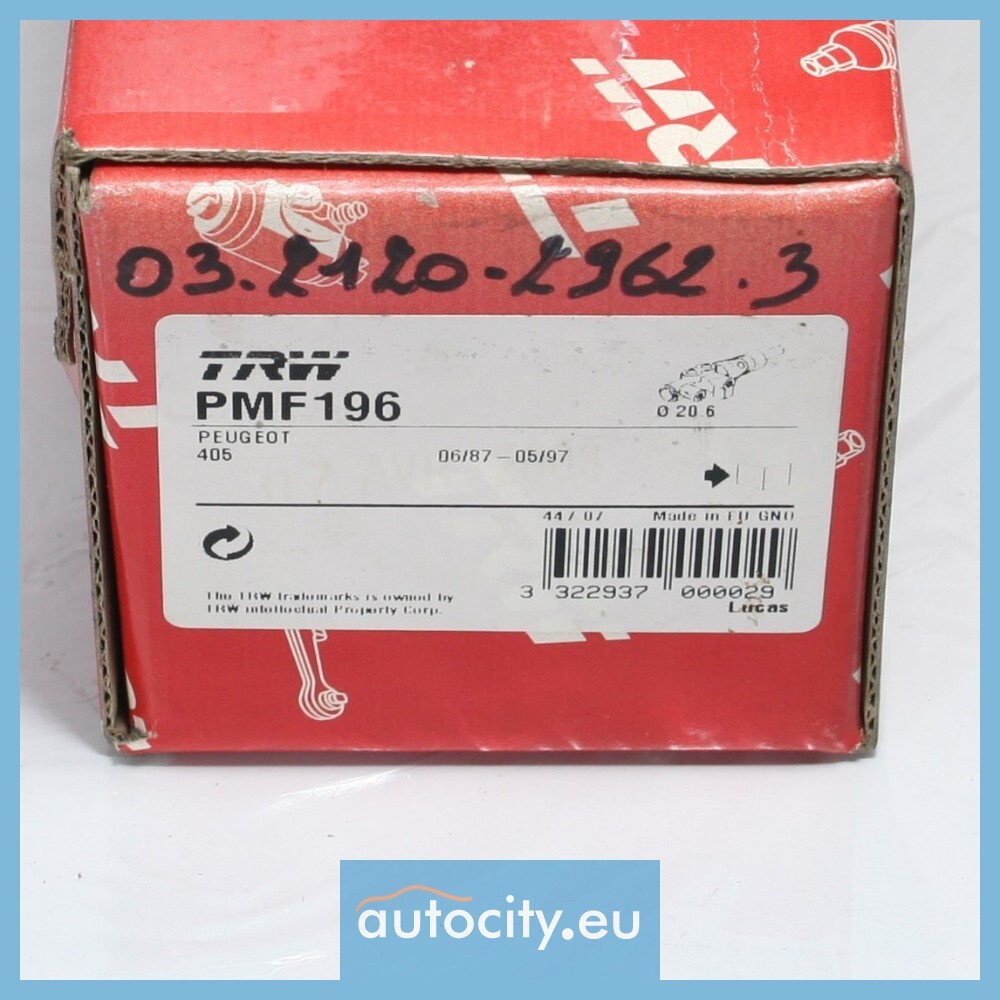 TRW
03.2120-2962.3
TRW
PMF196
Ø 20.6
PEUGEOT
405 06/87-05/97
44/07 Made in EU GNO
3 322937 000029
The TRW Trademarks is owned by
TRW intellectual Property Corp.
Lucas
autocity.eu